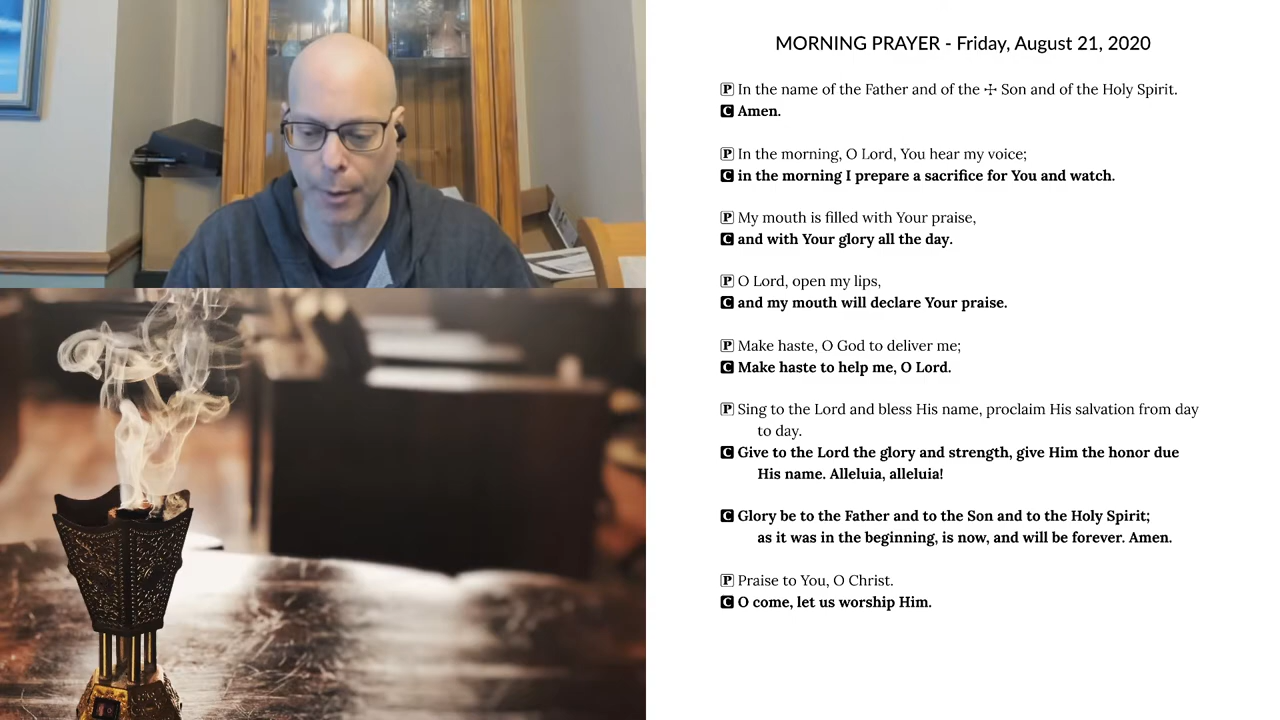 MORNING PRAYER - Friday, August 21, 2020
P In the name of the Father and of the ☩ Son and of the Holy Spirit.
C Amen.
P In the morning, O Lord, You hear my voice;
C in the morning I prepare a sacrifice for You and watch.
P My mouth is filled with Your praise,
C and with Your glory all the day.
P O Lord, open my lips,
C and my mouth will declare Your praise.
P Make haste, O God to deliver me;
C Make haste to help me, O Lord.
P Sing to the Lord and bless His name, proclaim His salvation from day
to day.
C Give to the Lord the glory and strength, give Him the honor due
His name. Alleluia, alleluia!
C Glory be to the Father and to the Son and to the Holy Spirit;
as it was in the beginning, is now, and will be forever. Amen.
P Praise to You, O Christ.
C O come, let us worship Him.